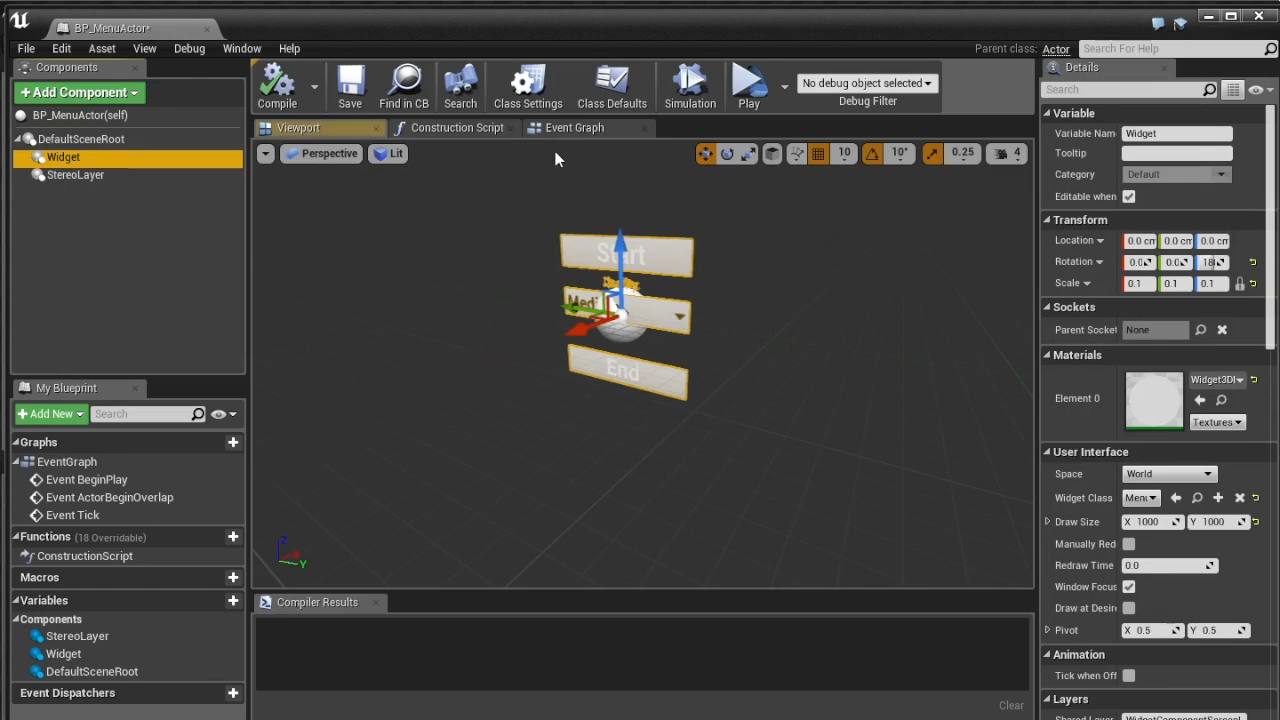 BP_MenuActor*
File Edit Asset View Debug Window Help
Parent class: Actor Search For Help
Components
+Add Component
BP_MenuActor(self)
DefaultSceneRoot
Widget
StereoLayer
My Blueprint
+Add New Search
Graphs
EventGraph
Event BeginPlay
Event ActorBeginOverlap
Event Tick
Functions (18 Overridable)
ConstructionScript
Macros
Variables
Components
StereoLayer
Widget
DefaultSceneRoot
Event Dispatchers
Compile Save Find in CB Search Class Settings Class Defaults Simulation Play
No debug object selected
Debug Filter
Viewport Construction Script Event Graph
Perspective Lit 10 10° 0.25 4
Start
Medi
End
Z
Y
Compiler Results
Clear
Details
Search
Variable
Variable Nam Widget
Tooltip
Category Default
Editable when
Transform
Location 0.0 cm 0.0 cm 0.0 cm
Rotation 0.0 0.0 18
Scale 0.1 0.1 0.1
Sockets
Parent Socket None
Materials
Element 0 Widget3DI
Textures
User Interface
Space World
Widget Class Menu
Draw Size X 1000 Y 1000
Manually Red
Redraw Time 0.0
Window Focus
Draw at Desire
Pivot X 0.5 Y 0.5
Animation
Tick when Off
Layers